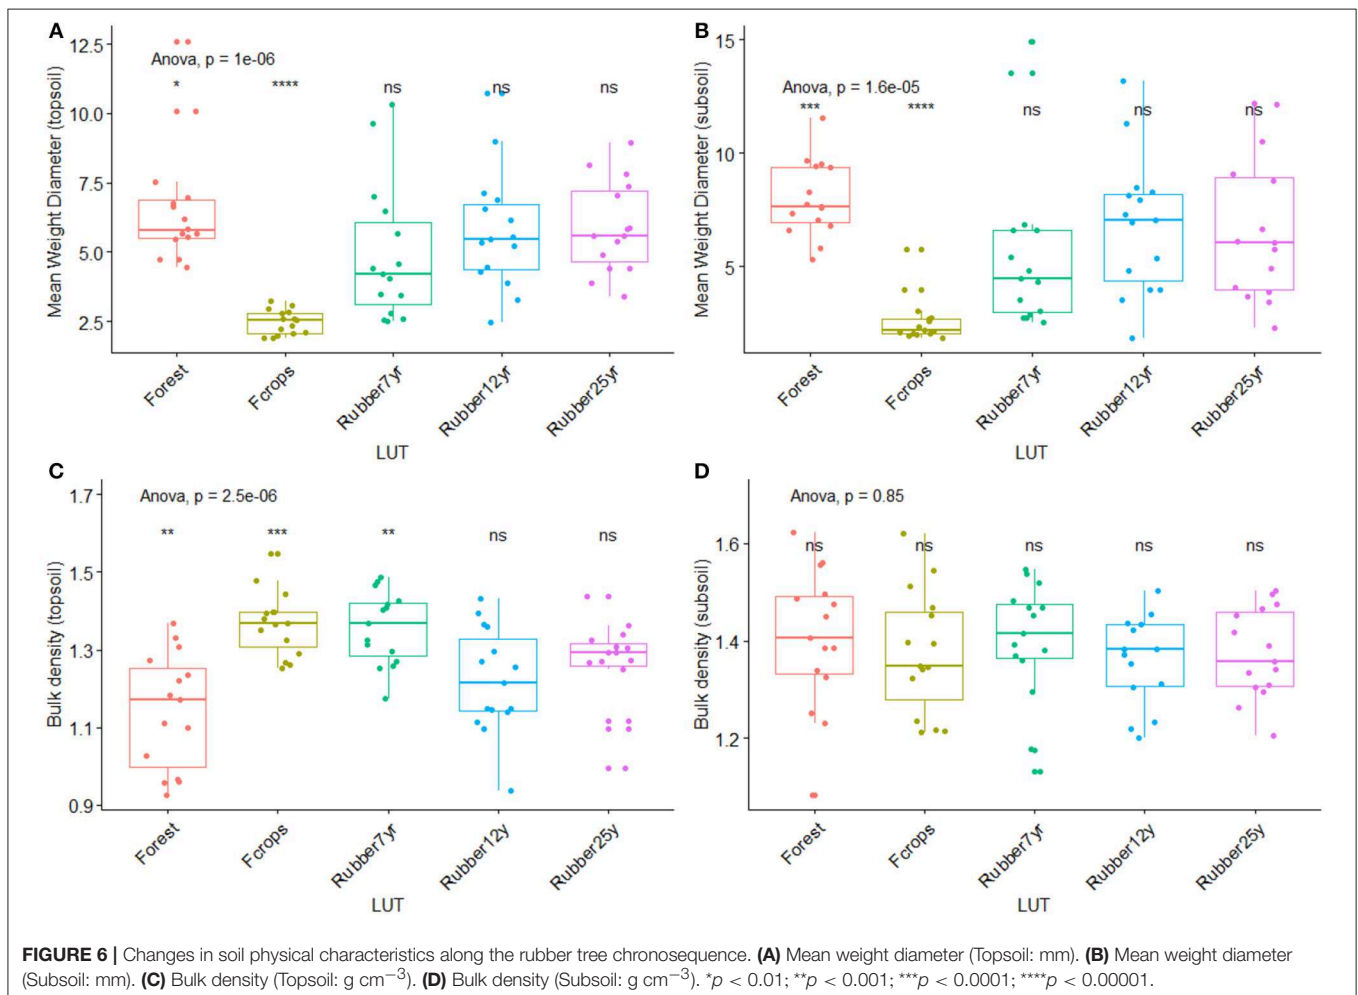 A
Mean Weight Diameter (topsoil)
12.5
10.0
7.5
5.0
2.5
Anova, p = 1e-06
* **** ns ns ns
Forest Fcrops Rubber7yr Rubber12yr Rubber25yr
LUT
B
Mean Weight Diameter (subsoil)
15
10
5
Anova, p = 1.6e-05
*** **** ns ns ns
Forest Fcrops Rubber7yr Rubber12yr Rubber25yr
LUT
C
Bulk density (topsoil)
1.7
1.5
1.3
1.1
0.9
Anova, p = 2.5e-06
** *** ** ns ns
Forest Fcrops Rubber7yr Rubber12y Rubber25y
LUT
D
Bulk density (subsoil)
1.6
1.4
1.2
Anova, p = 0.85
ns ns ns ns ns
Forest Fcrops Rubber7yr Rubber12y Rubber25y
LUT
FIGURE 6 | Changes in soil physical characteristics along the rubber tree chronosequence. (A) Mean weight diameter (Topsoil: mm). (B) Mean weight diameter
(Subsoil: mm). (C) Bulk density (Topsoil: g cm−3). (D) Bulk density (Subsoil: g cm−3). *p < 0.01; **p < 0.001; ***p < 0.0001; ****p < 0.00001.